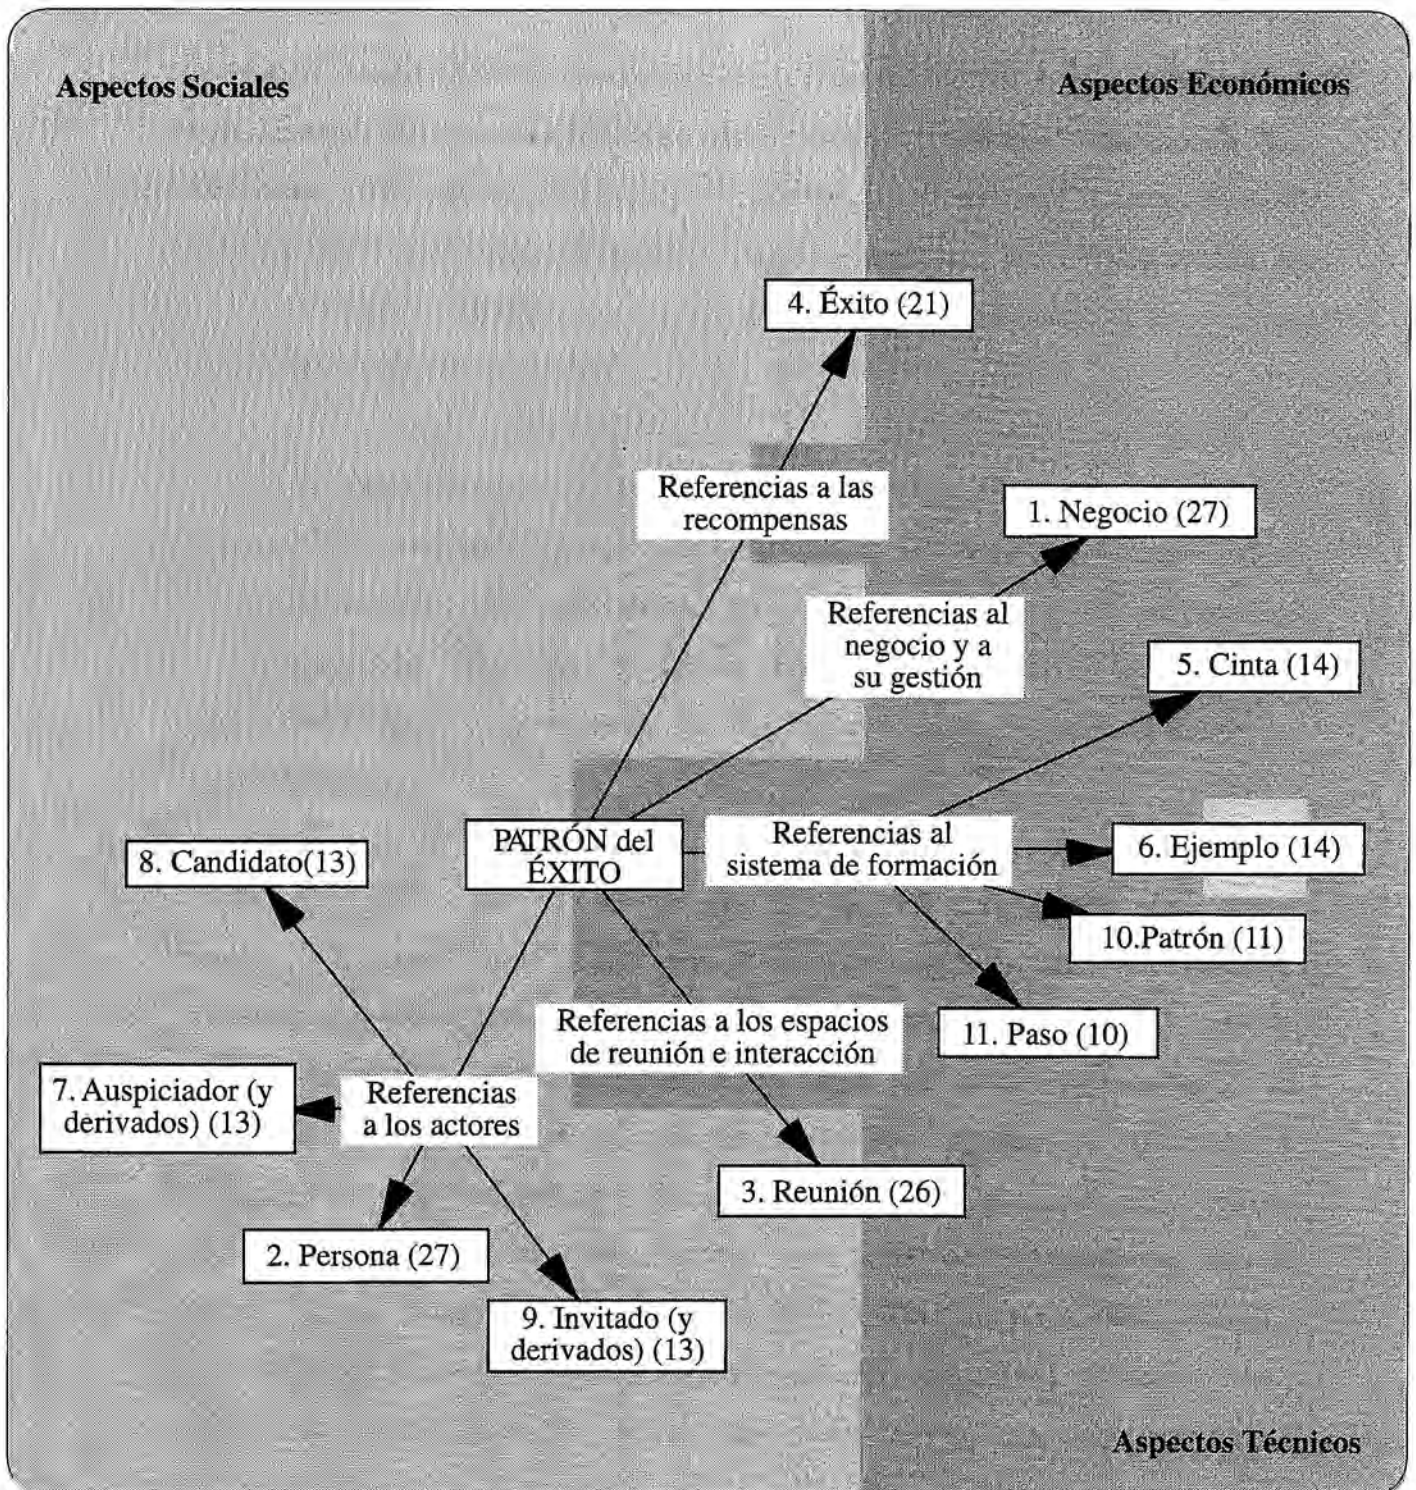 Aspectos Sociales
Aspectos Económicos
4. Éxito (21)
Referencias a las
recompensas
1. Negocio (27)
Referencias al
negocio y a
su gestión
5. Cinta (14)
PATRÓN del
ÉXITO
Referencias al
sistema de formación
6. Ejemplo (14)
8. Candidato(13)
10.Patrón (11)
11. Paso (10)
Referencias a los espacios
de reunión e interacción
7. Auspiciador (y
derivados) (13)
Referencias
a los actores
3. Reunión (26)
2. Persona (27)
9. Invitado (y
derivados) (13)
Aspectos Técnicos